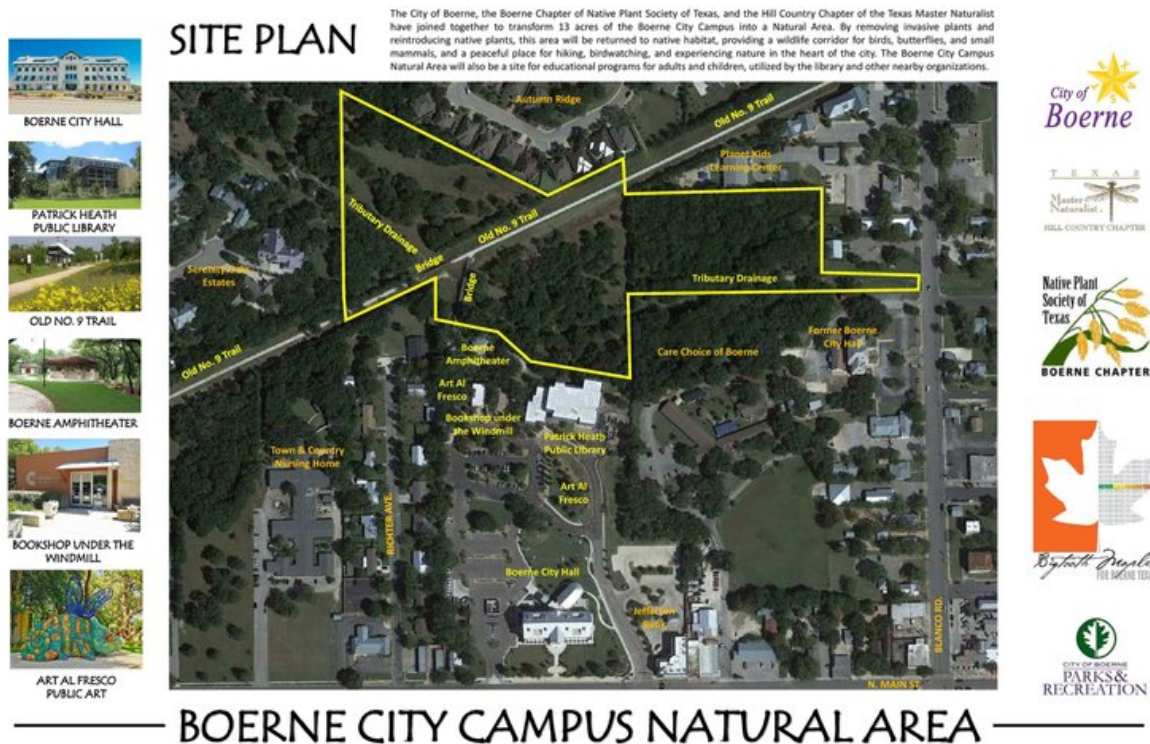 SITE PLAN
The City of Boerne, the Boerne Chapter of Native Plant Society of Texas, and the Hill Country Chapter of the Texas Master Naturalist
have joined together to transform 13 acres of the Boerne City Campus into a Natural Area. By removing invasive plants and
reintroducing native plants, this area will be returned to native habitat, providing a wildlife corridor for birds, butterflies, and small
mammals, and a peaceful place for hiking, birdwatching, and experiencing nature in the heart of the city. The Boerne City Campus
Natural Area will also be a site for educational programs for adults and children, utilized by the library and other nearby organizations.
BOERNE CITY HALL
PATRICK HEATH
PUBLIC LIBRARY
OLD NO. 9 TRAIL
BOERNE AMPHITHEATER
BOOKSHOP UNDER THE
WINDMILL
ART AL FRESCO
PUBLIC ART
Autumn Ridge
Old No. 9 Trail
Planet Kids
Learning Center
Tributary Drainage
Old No. 9 Trail
Bridge
Bridge
Serenity Oaks
Estates
Tributary Drainage
Old No. 9 Trail
Boerne
Amphitheater
Care Choice of Boerne
Former Boerne
City Hall
Art Al
Fresco
Bookshop under
the Windmill
Patrick Heath
Public Library
Town & Country
Nursing Home
Art Al
Fresco
RICHTER AVE.
Boerne City Hall
Jefferson
Bank
BLANCO RD.
N. MAIN ST.
City of
Boerne
TEXAS
Master
Naturalist
HILL COUNTRY CHAPTER
Native Plant
Society of
Texas
BOERNE CHAPTER
Bigtooth Maples
FOR BOERNE TEXAS
CITY OF BOERNE
PARKS &
RECREATION
BOERNE CITY CAMPUS NATURAL AREA